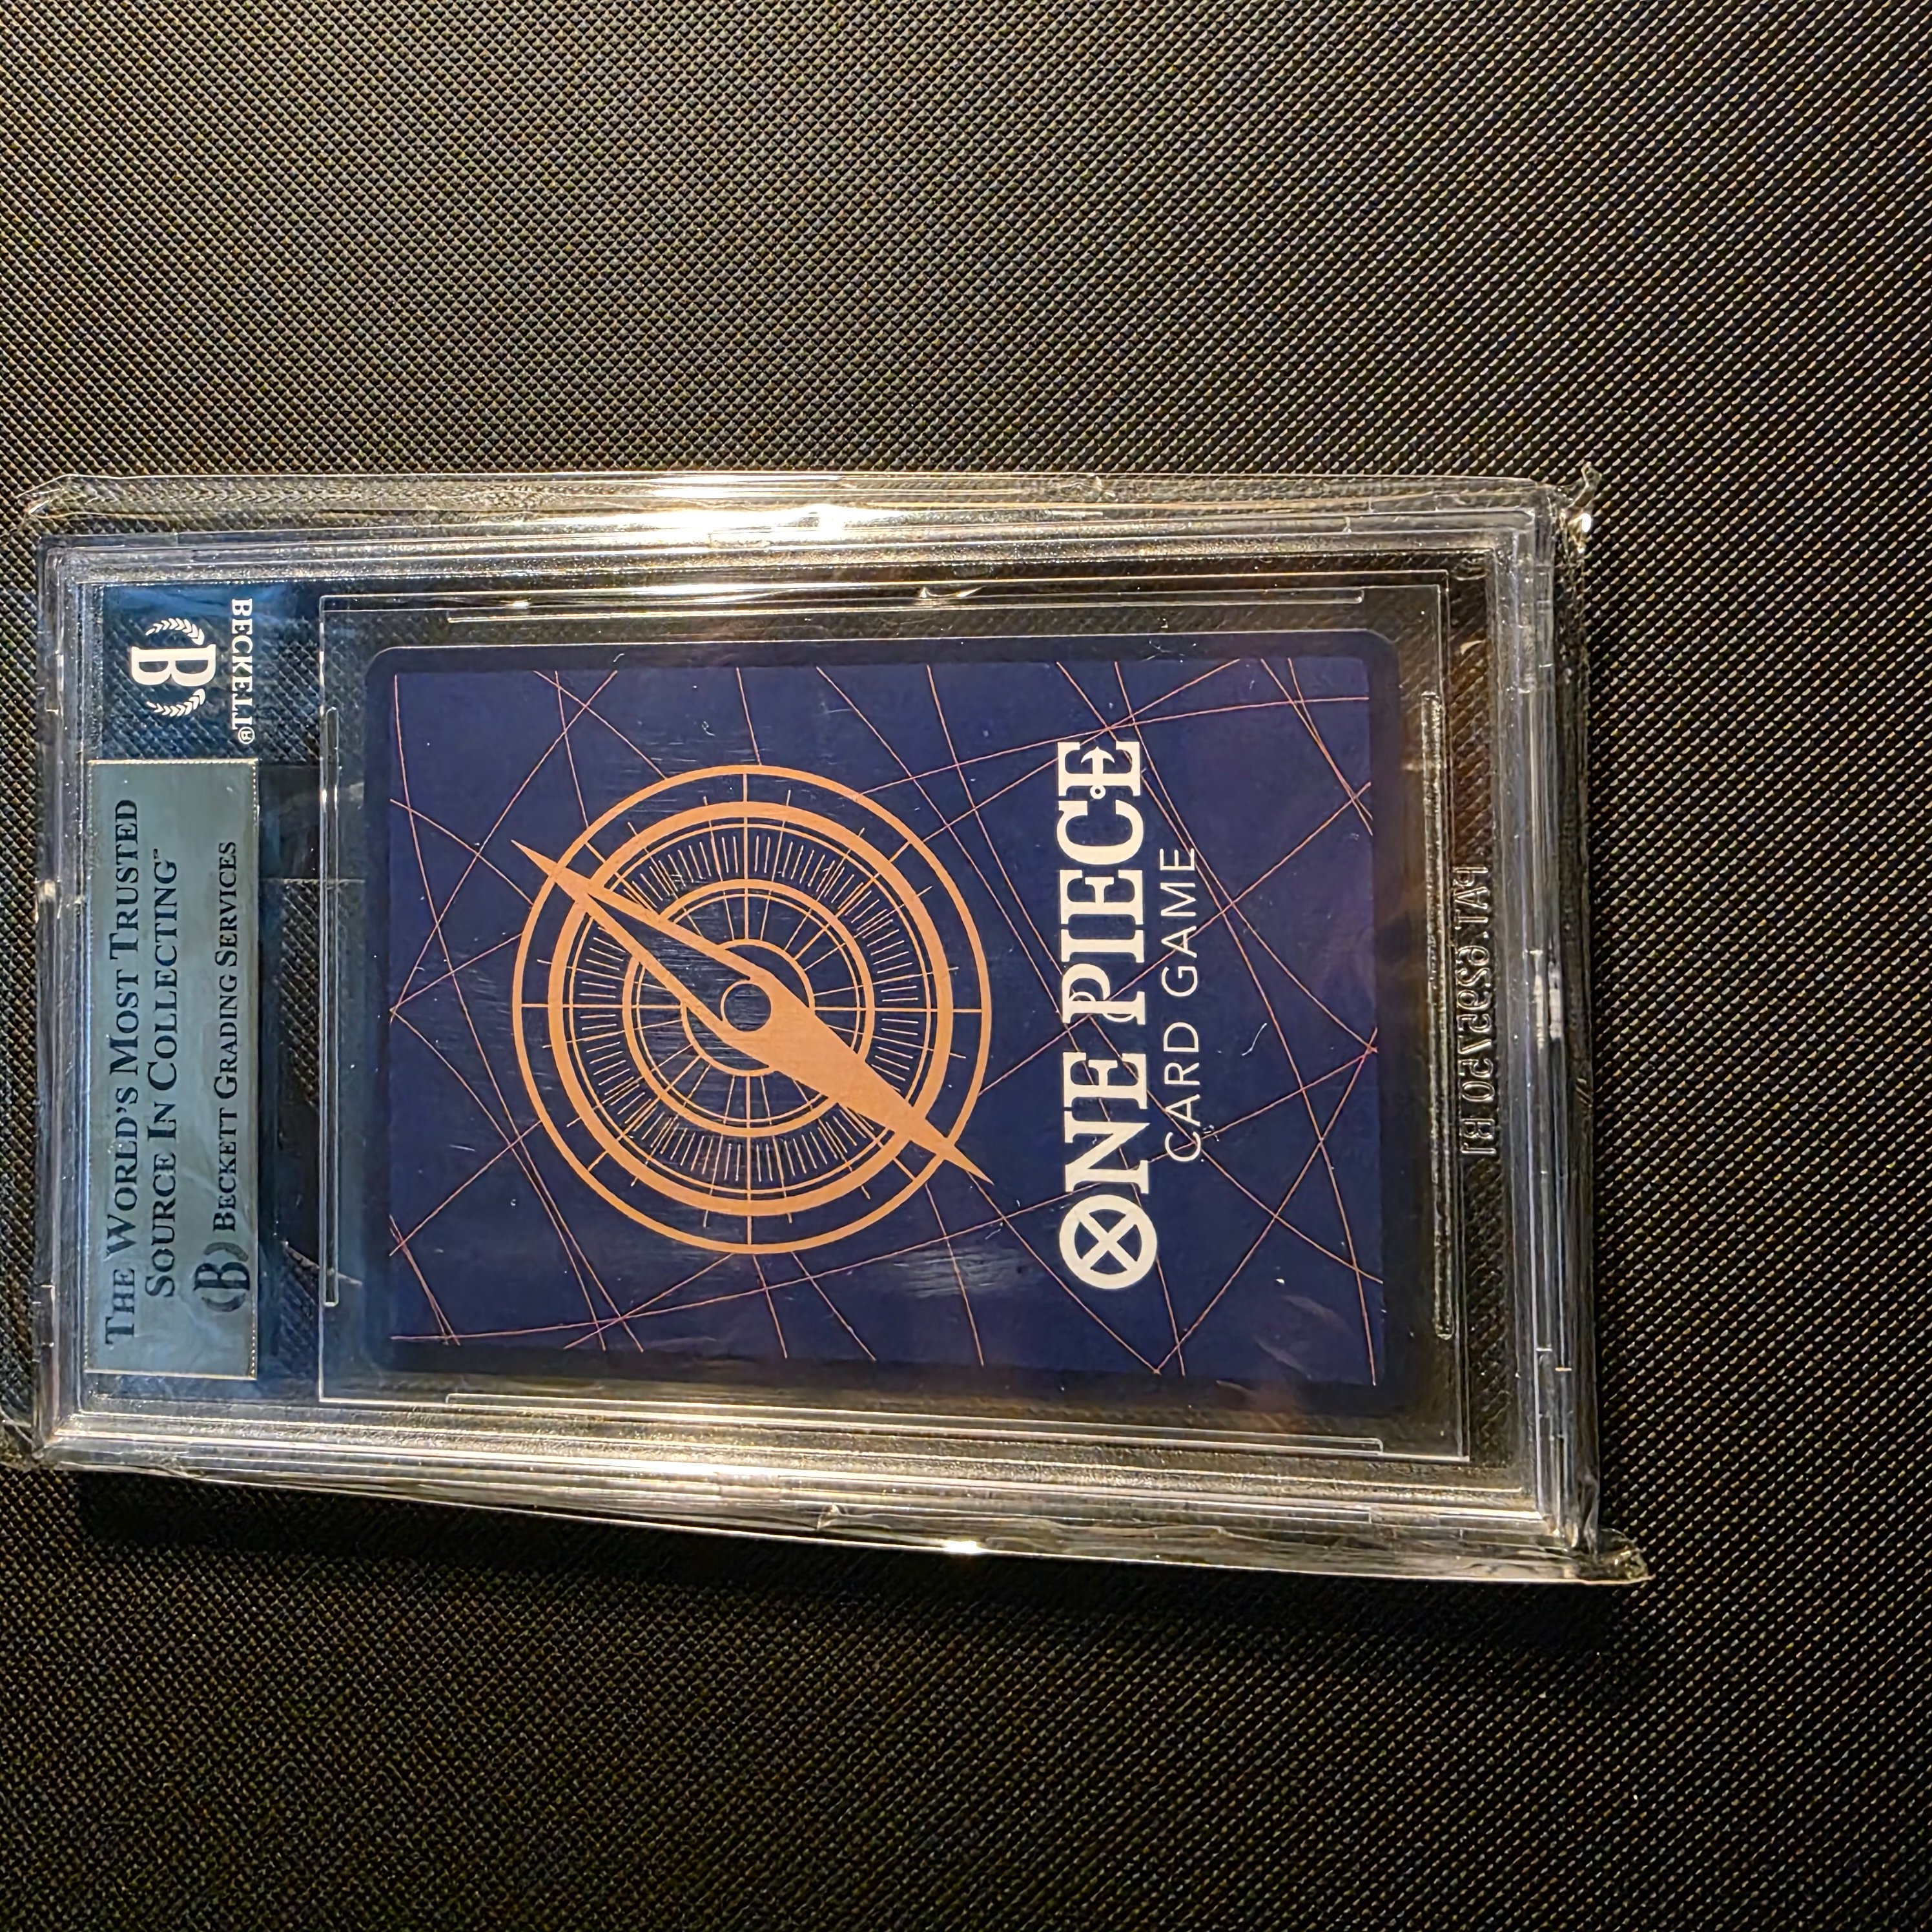 BECKETT®
B
THE WORLD'S MOST TRUSTED
SOURCE IN COLLECTING™
B BECKETT GRADING SERVICES
ONE PIECE
CARD GAME